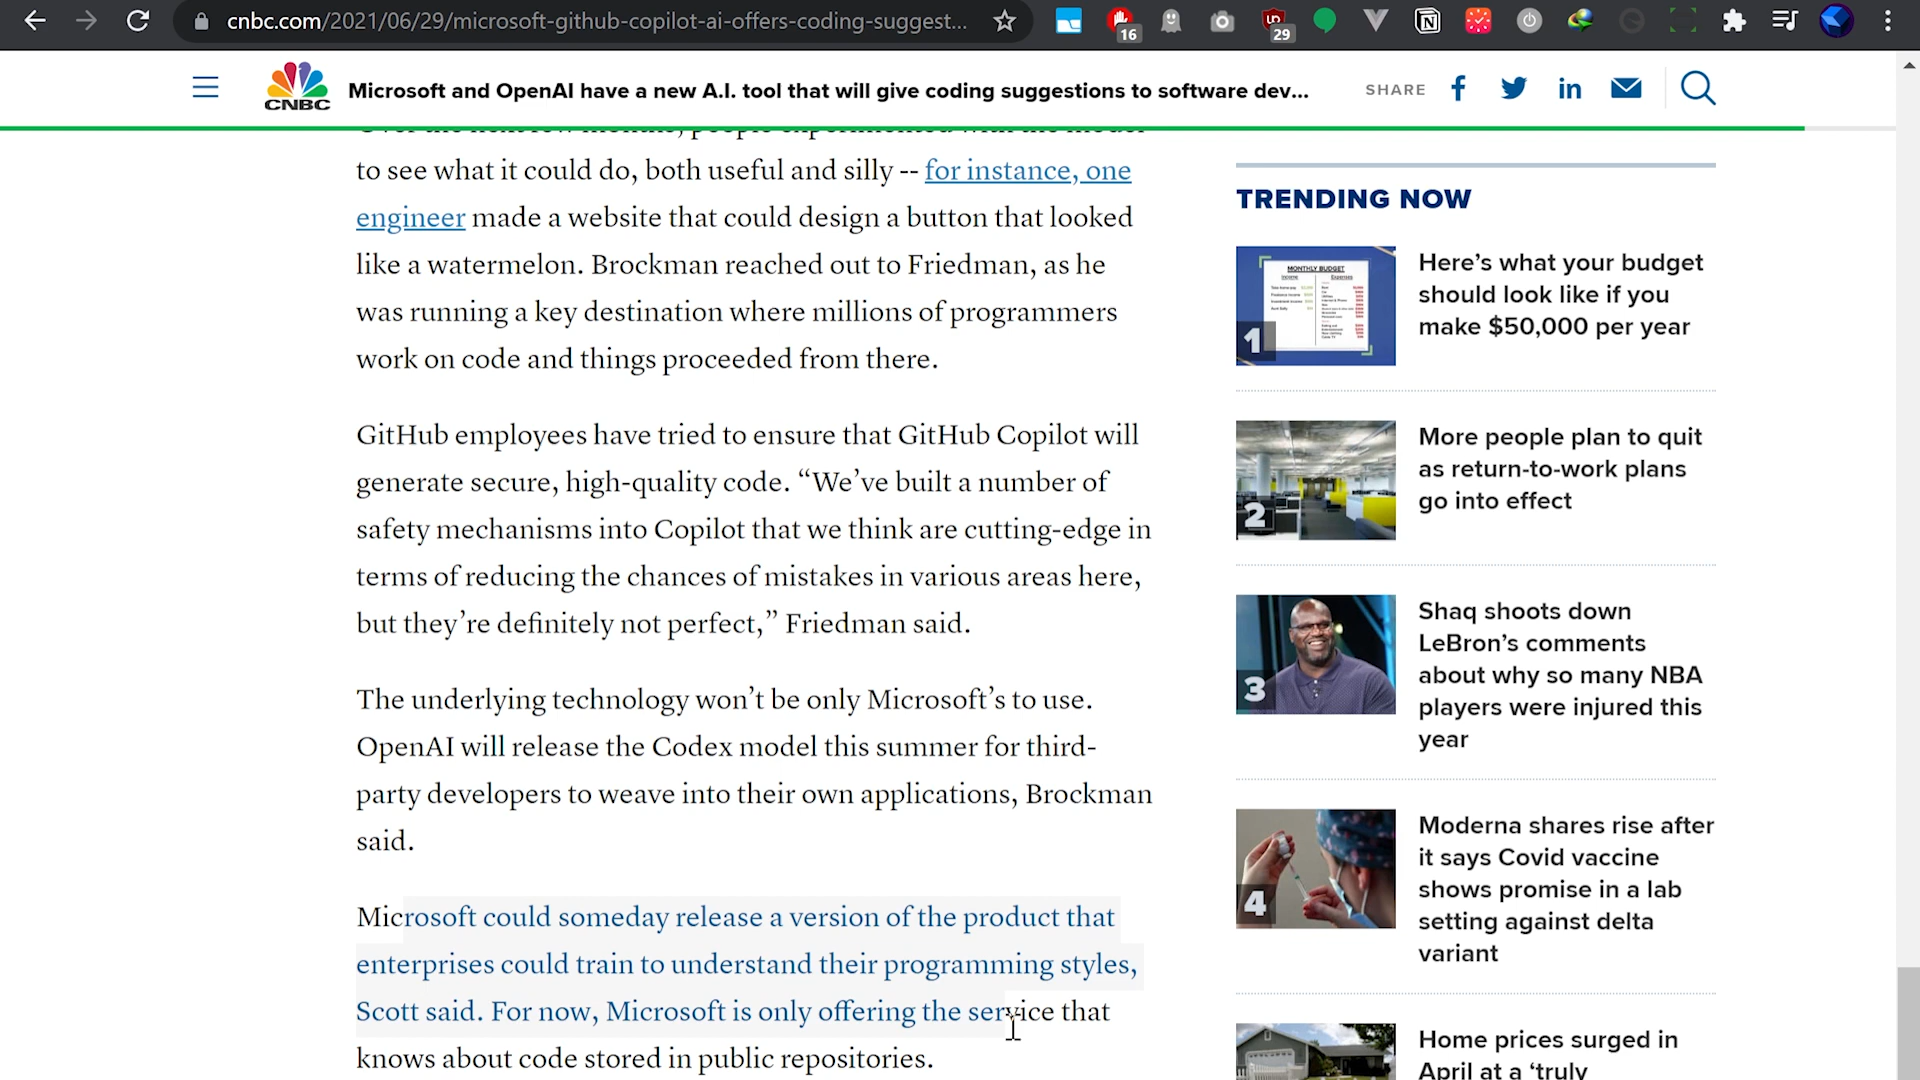 cnbc.com/2021/06/29/microsoft-github-copilot-ai-offers-coding-suggest...
16
29
CNBC
Microsoft and OpenAI have a new A.I. tool that will give coding suggestions to software dev...
SHARE
to see what it could do, both useful and silly -- for instance, one
engineer made a website that could design a button that looked
like a watermelon. Brockman reached out to Friedman, as he
was running a key destination where millions of programmers
work on code and things proceeded from there.
GitHub employees have tried to ensure that GitHub Copilot will
generate secure, high-quality code. “We’ve built a number of
safety mechanisms into Copilot that we think are cutting-edge in
terms of reducing the chances of mistakes in various areas here,
but they’re definitely not perfect,” Friedman said.
The underlying technology won’t be only Microsoft’s to use.
OpenAI will release the Codex model this summer for third-
party developers to weave into their own applications, Brockman
said.
Microsoft could someday release a version of the product that
enterprises could train to understand their programming styles,
Scott said. For now, Microsoft is only offering the service that
knows about code stored in public repositories.
TRENDING NOW
MONTHLY BUDGET
Income
Expenses
1
Here’s what your budget
should look like if you
make $50,000 per year
2
More people plan to quit
as return-to-work plans
go into effect
3
Shaq shoots down
LeBron’s comments
about why so many NBA
players were injured this
year
4
Moderna shares rise after
it says Covid vaccine
shows promise in a lab
setting against delta
variant
Home prices surged in
April at a ‘truly